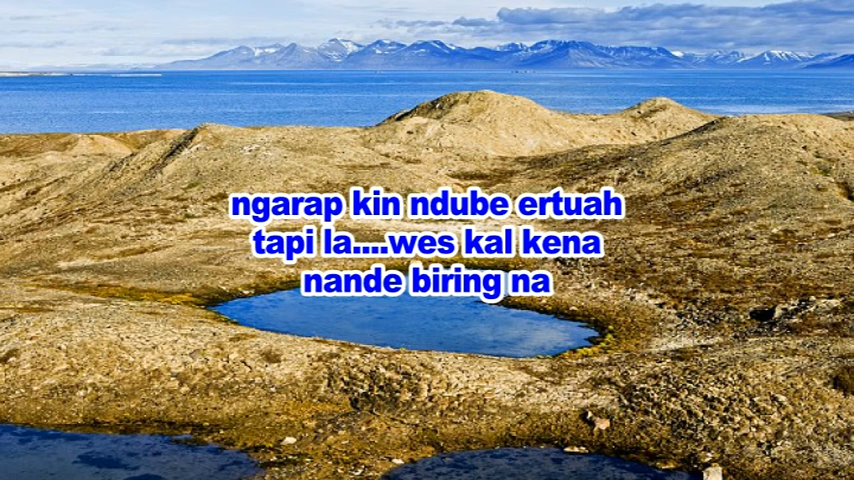 ngarap kin ndube ertuah
tapi la....wes kal kena
nande biring na